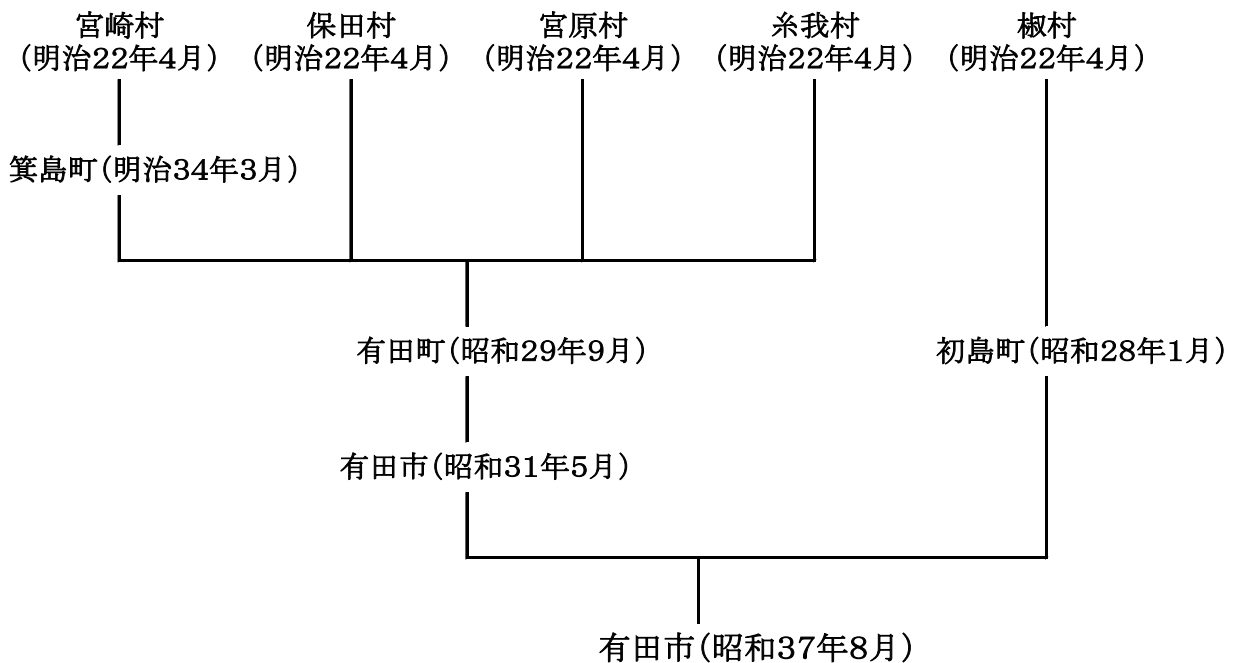 宮崎村
（明治22年4月）
保田村
（明治22年4月）
宮原村
（明治22年4月）
糸我村
（明治22年4月）
椒村
（明治22年4月）
箕島町（明治34年3月）
有田町（昭和29年9月）
初島町（昭和28年1月）
有田市（昭和31年5月）
有田市（昭和37年8月）